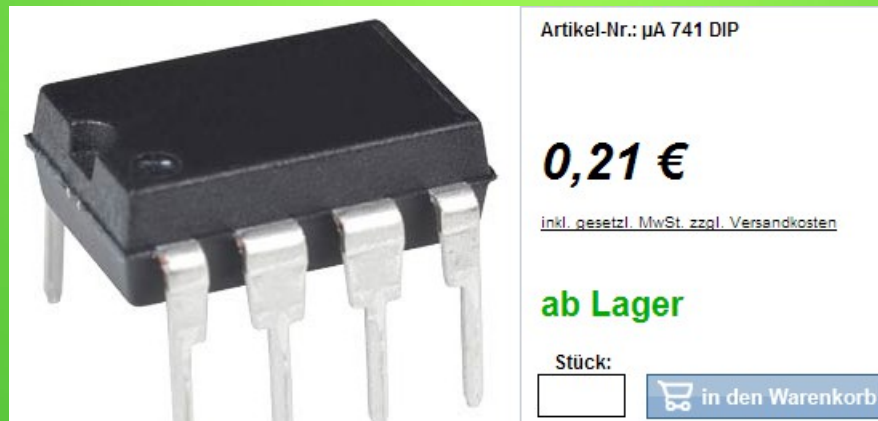 Artikel-Nr.: µA 741 DIP
0,21 €
inkl. gesetzl. MwSt. zzgl. Versandkosten
ab Lager
Stück:
in den Warenkorb